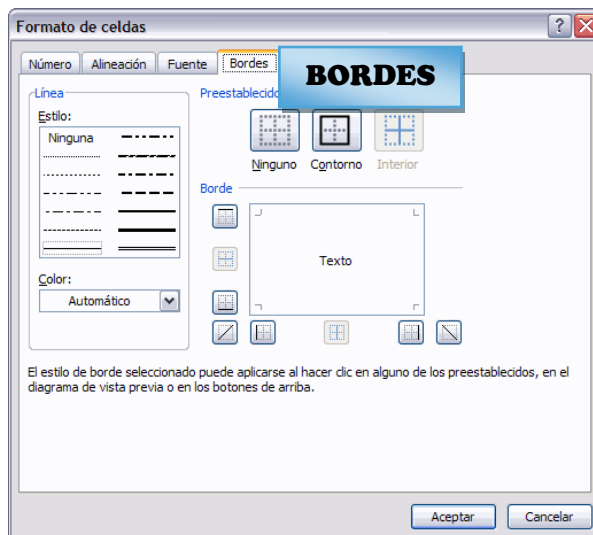 Formato de celdas
Número Alineación Fuente Bordes
BORDES
Línea
Estilo:
Ninguna
Color:
Automático
Ninguno Contorno Interior
Borde
Texto
El estilo de borde seleccionado puede aplicarse al hacer clic en alguno de los preestablecidos, en el
diagrama de vista previa o en los botones de arriba.
Aceptar Cancelar